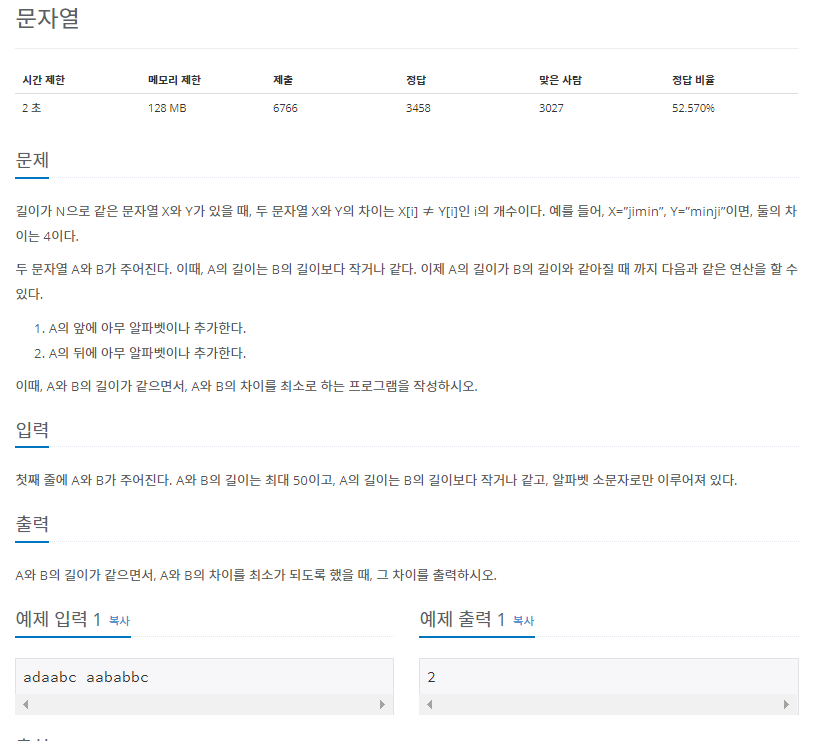 문자열
시간 제한 메모리 제한 제출 정답 맞은 사람 정답 비율
2 초 128 MB 6766 3458 3027 52.570%
문제
길이가 N으로 같은 문자열 X와 Y가 있을 때, 두 문자열 X와 Y의 차이는 X[i] ≠ Y[i]인 i의 개수이다. 예를 들어, X=”jimin”, Y=”minji”이면, 둘의 차
이는 4이다.
두 문자열 A와 B가 주어진다. 이때, A의 길이는 B의 길이보다 작거나 같다. 이제 A의 길이가 B의 길이와 같아질 때 까지 다음과 같은 연산을 할 수
있다.
1. A의 앞에 아무 알파벳이나 추가한다.
2. A의 뒤에 아무 알파벳이나 추가한다.
이때, A와 B의 길이가 같으면서, A와 B의 차이를 최소로 하는 프로그램을 작성하시오.
입력
첫째 줄에 A와 B가 주어진다. A와 B의 길이는 최대 50이고, A의 길이는 B의 길이보다 작거나 같고, 알파벳 소문자로만 이루어져 있다.
출력
A와 B의 길이가 같으면서, A와 B의 차이를 최소가 되도록 했을 때, 그 차이를 출력하시오.
예제 입력 1 복사
adaabc aababbc
예제 출력 1 복사
2